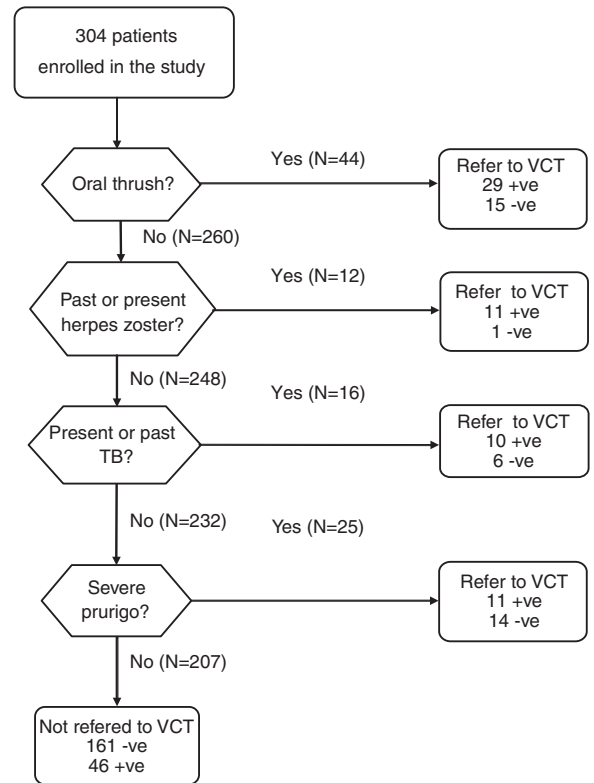 304 patients
enrolled in the study
Oral thrush?
Yes (N=44)
Refer to VCT
29 +ve
15 -ve
No (N=260)
Past or present
herpes zoster?
Yes (N=12)
Refer to VCT
11 +ve
1 -ve
No (N=248)
Present or past
TB?
Yes (N=16)
Refer to VCT
10 +ve
6 -ve
No (N=232)
Severe
prurigo?
Yes (N=25)
Refer to VCT
11 +ve
14 -ve
No (N=207)
Not refered to VCT
161 -ve
46 +ve